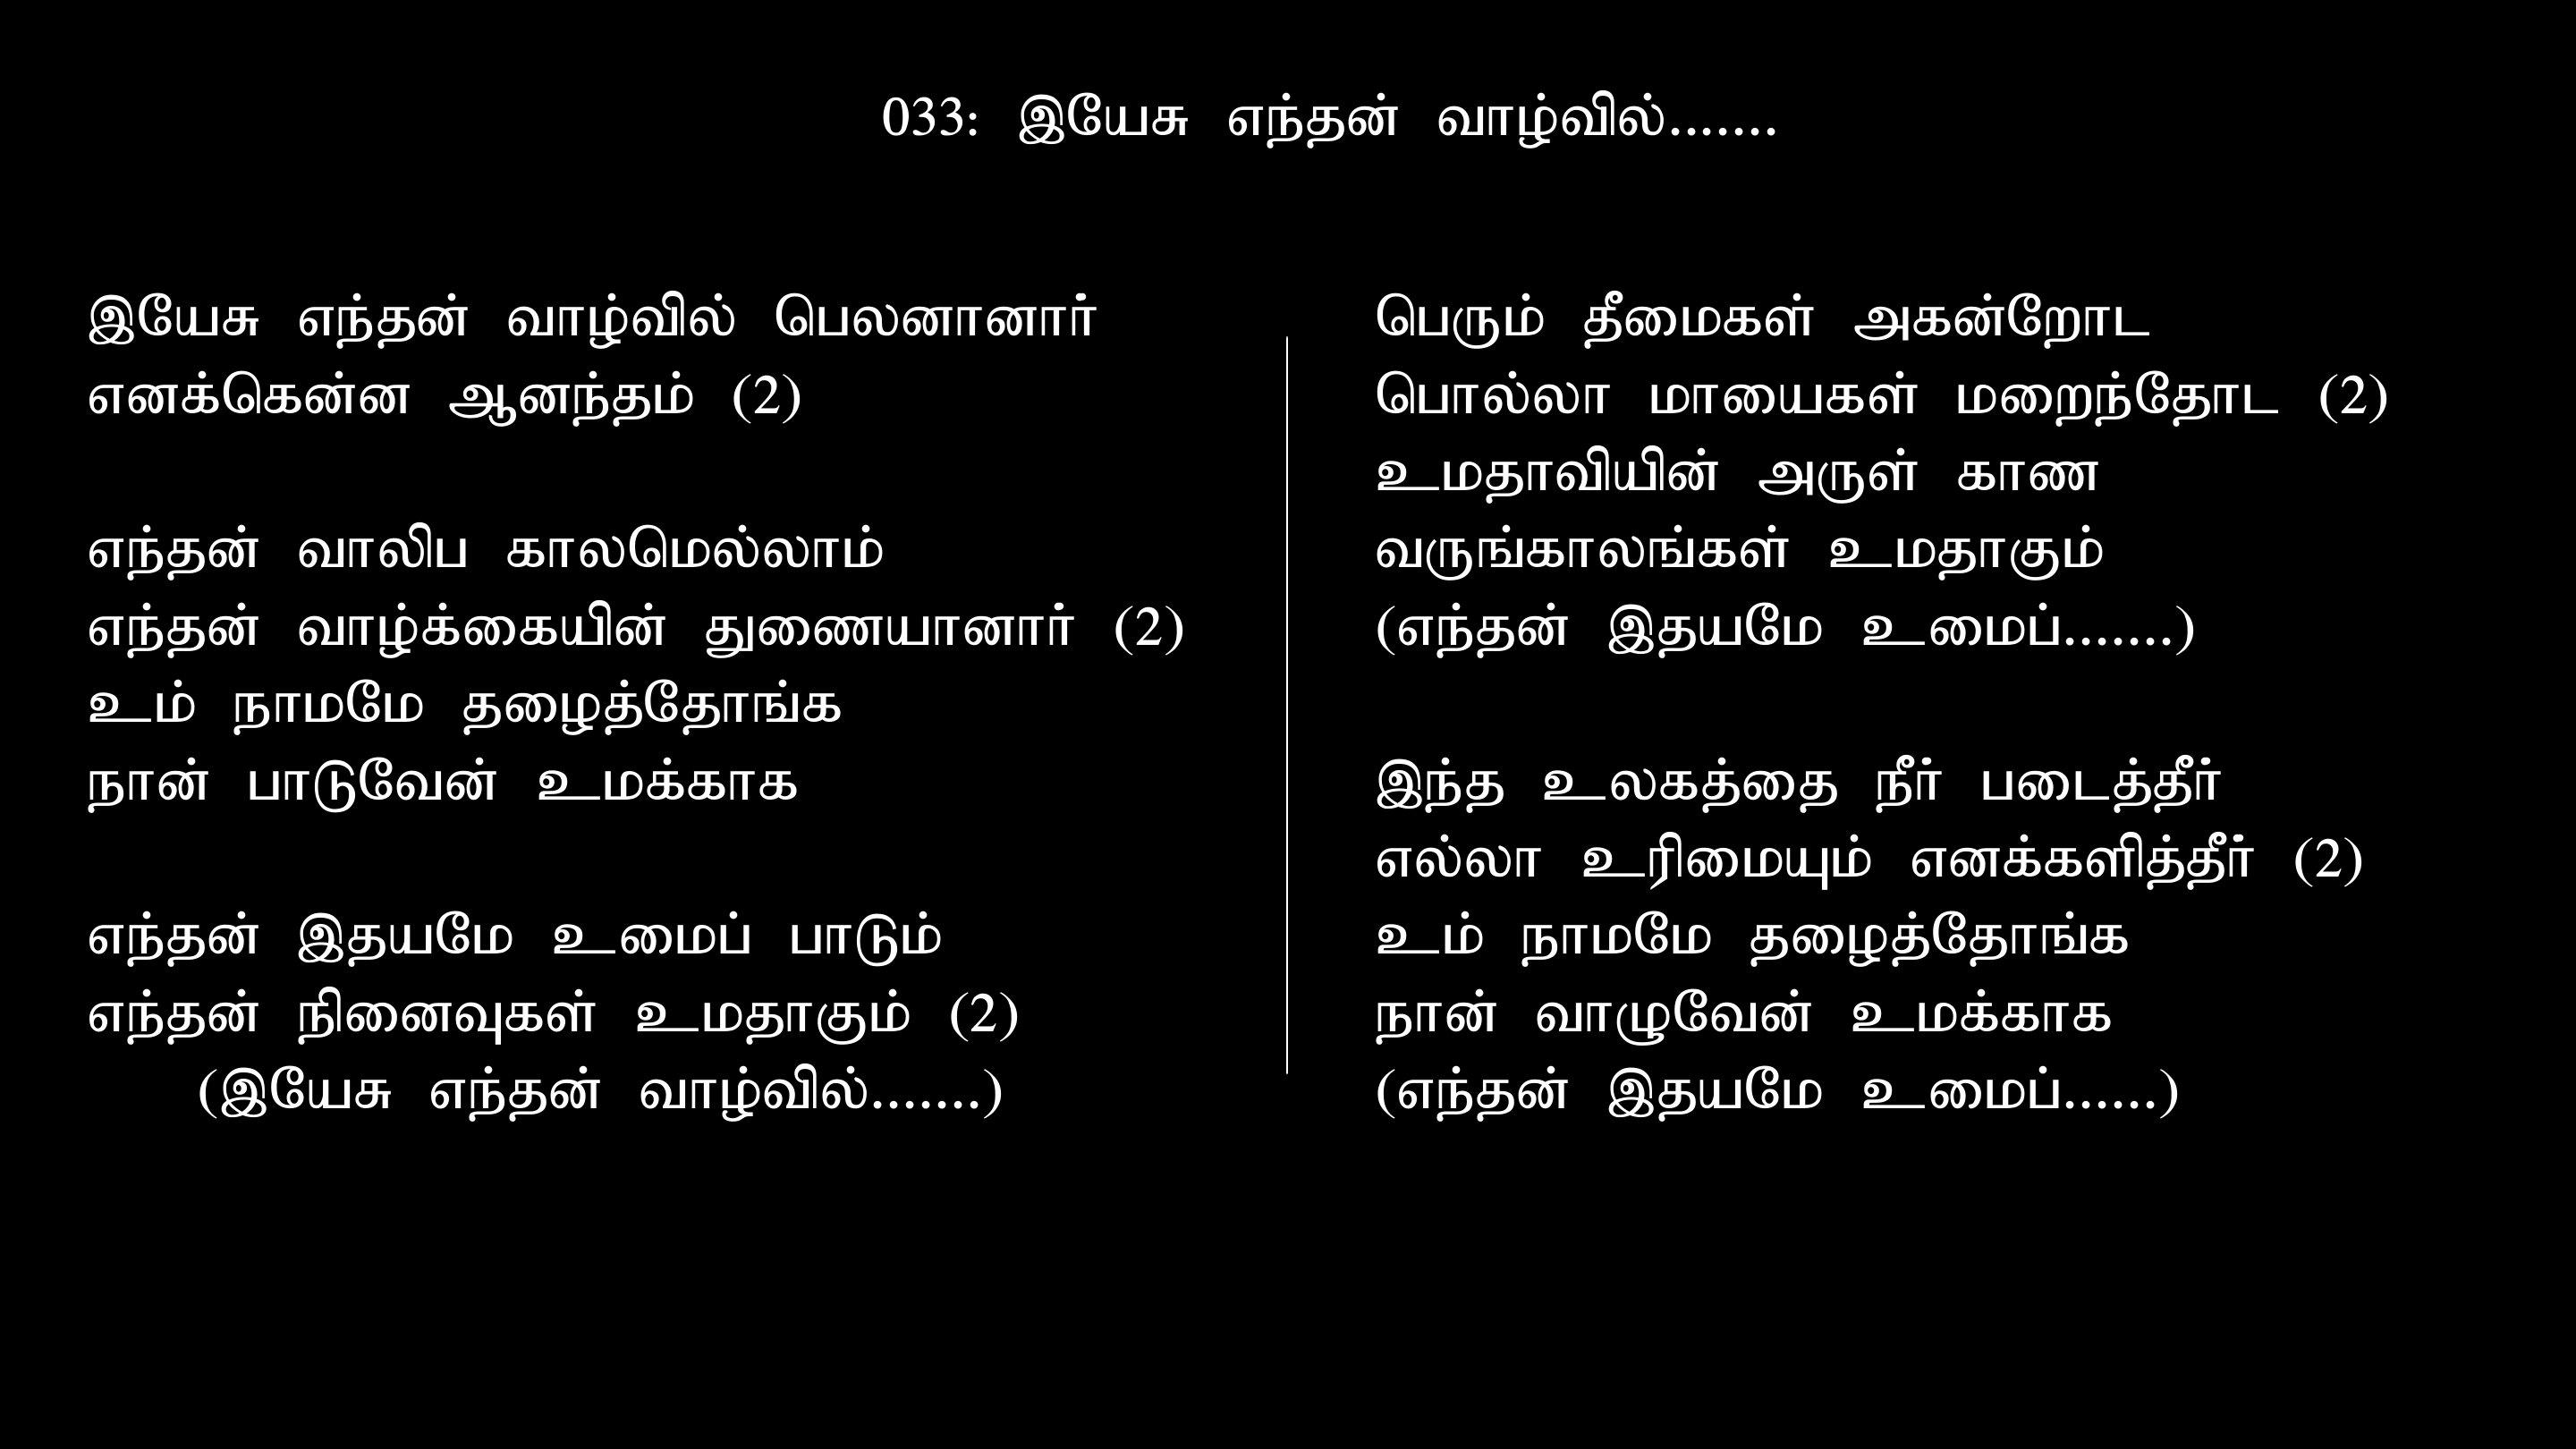 033: இயேசு எந்தன் வாழ்வில்.......
இயேசு எந்தன் வாழ்வில் பெலனானார்
எனக்கென்ன ஆனந்தம் (2)
எந்தன் வாலிப காலமெல்லாம்
எந்தன் வாழ்க்கையின் துணையானார் (2)
உம் நாமமே தழைத்தோங்க
நான் பாடுவேன் உமக்காக
எந்தன் இதயமே உமைப் பாடும்
எந்தன் நினைவுகள் உமதாகும் (2)
(இயேசு எந்தன் வாழ்வில்.......)
பெரும் தீமைகள் அகன்றோட
பொல்லா மாயைகள் மறைந்தோட (2)
உமதாவியின் அருள் காண
வருங்காலங்கள் உமதாகும்
(எந்தன் இதயமே உமைப்.......)
இந்த உலகத்தை நீர் படைத்தீர்
எல்லா உரிமையும் எனக்களித்தீர் (2)
உம் நாமமே தழைத்தோங்க
நான் வாழுவேன் உமக்காக
(எந்தன் இதயமே உமைப்......)